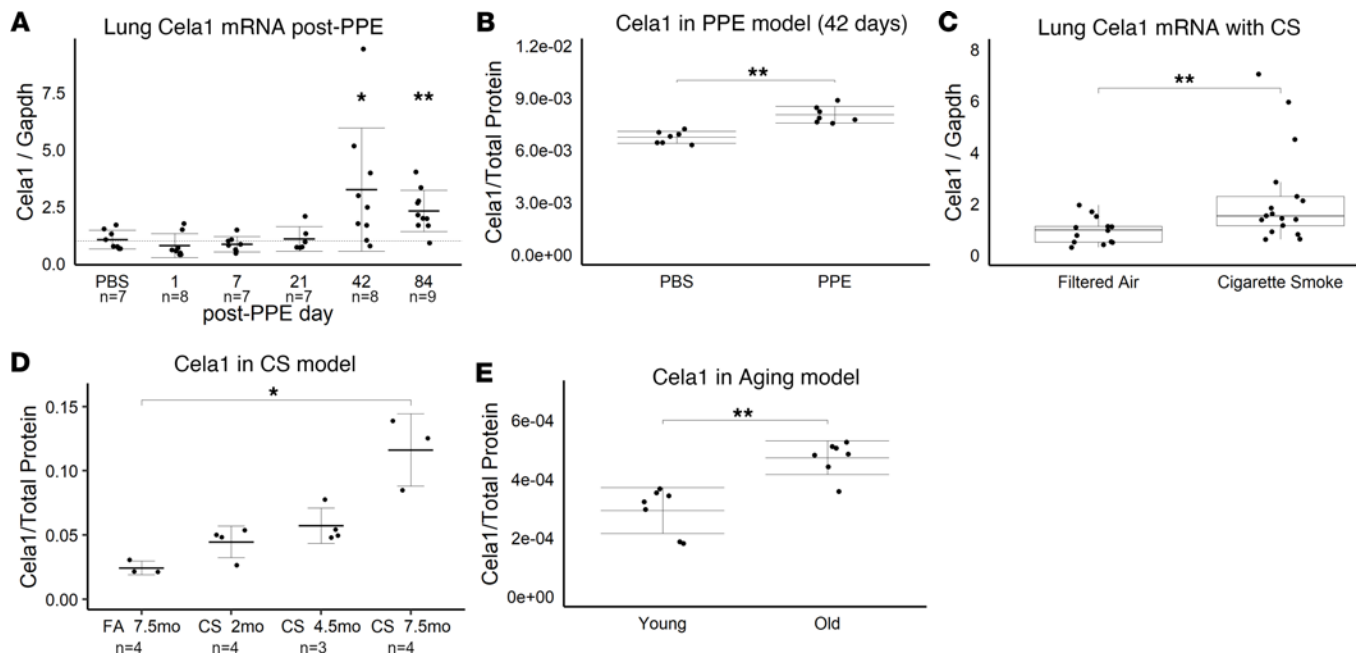 A Lung Cela1 mRNA post-PPE
Cela1 / Gapdh
7.5
5.0
2.5
0.0
*
**
PBS 1 7 21 42 84
n=7 n=8 n=7 n=7 n=8 n=9
post-PPE day
B Cela1 in PPE model (42 days)
Cela1/Total Protein
1.2e-02
9.0e-03
6.0e-03
3.0e-03
0.0e+00
**
PBS PPE
C Lung Cela1 mRNA with CS
Cela1 / Gapdh
8
6
4
2
0
**
Filtered Air Cigarette Smoke
D Cela1 in CS model
Cela1/Total Protein
0.15
0.10
0.05
0.00
*
FA 7.5mo CS 2mo CS 4.5mo CS 7.5mo
n=4 n=4 n=3 n=4
E Cela1 in Aging model
Cela1/Total Protein
6e-04
4e-04
2e-04
0e+00
**
Young Old